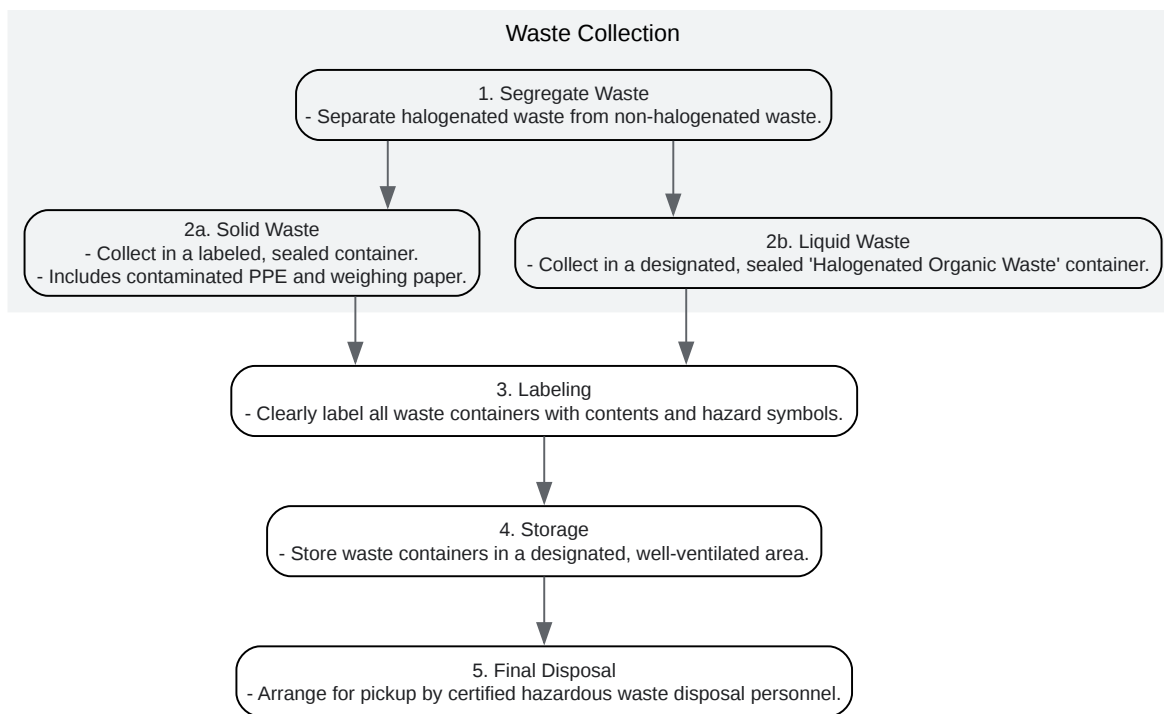 Waste Collection
1. Segregate Waste
- Separate halogenated waste from non-halogenated waste.
2a. Solid Waste
- Collect in a labeled, sealed container.
- Includes contaminated PPE and weighing paper.
2b. Liquid Waste
- Collect in a designated, sealed 'Halogenated Organic Waste' container.
3. Labeling
- Clearly label all waste containers with contents and hazard symbols.
4. Storage
- Store waste containers in a designated, well-ventilated area.
5. Final Disposal
- Arrange for pickup by certified hazardous waste disposal personnel.